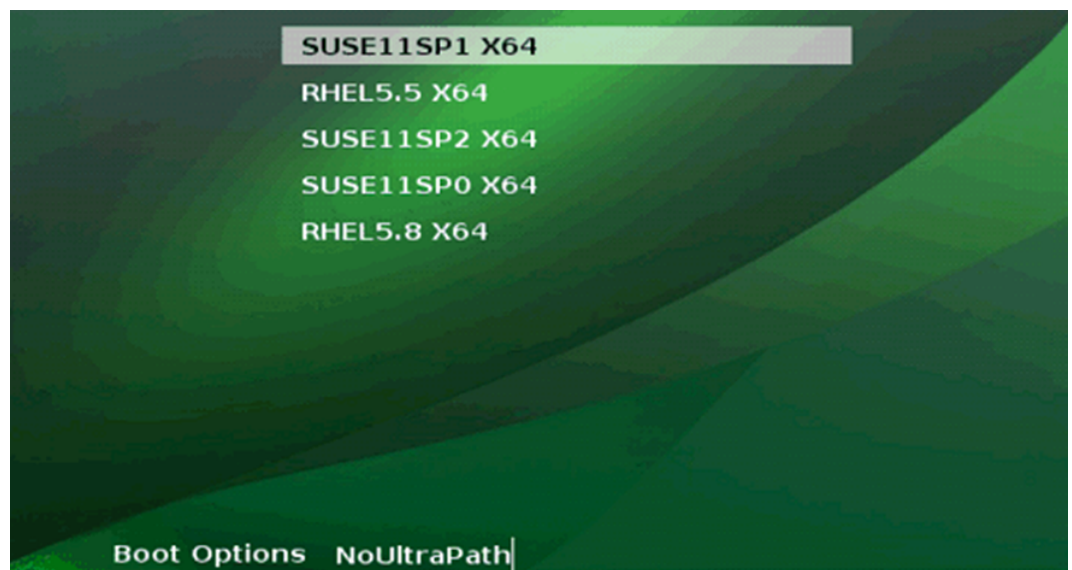 SUSE11SP1 X64
RHEL5.5 X64
SUSE11SP2 X64
SUSE11SP0 X64
RHEL5.8 X64
Boot Options NoUltraPath